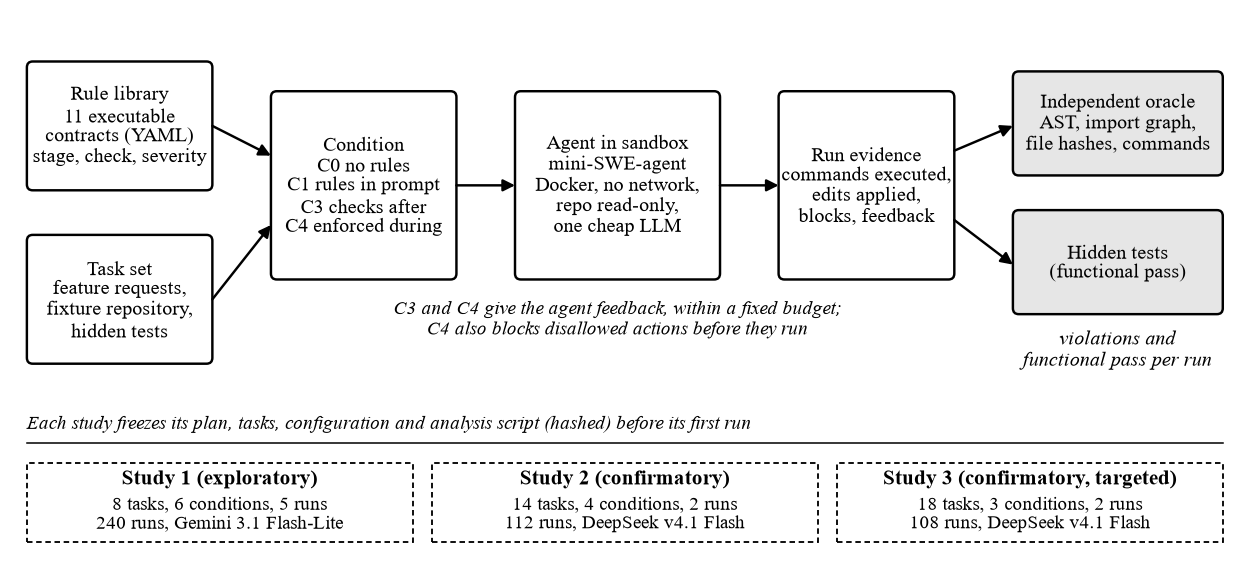 Rule library
11 executable
contracts (YAML)
stage, check, severity
Task set
feature requests,
fixture repository,
hidden tests
Condition
C0 no rules
C1 rules in prompt
C3 checks after
C4 enforced during
Agent in sandbox
mini-SWE-agent
Docker, no network,
repo read-only,
one cheap LLM
Run evidence
commands executed,
edits applied,
blocks, feedback
Independent oracle
AST, import graph,
file hashes, commands
Hidden tests
(functional pass)
C3 and C4 give the agent feedback, within a fixed budget;
C4 also blocks disallowed actions before they run
violations and
functional pass per run
Each study freezes its plan, tasks, configuration and analysis script (hashed) before its first run
Study 1 (exploratory)
8 tasks, 6 conditions, 5 runs
240 runs, Gemini 3.1 Flash-Lite
Study 2 (confirmatory)
14 tasks, 4 conditions, 2 runs
112 runs, DeepSeek v4.1 Flash
Study 3 (confirmatory, targeted)
18 tasks, 3 conditions, 2 runs
108 runs, DeepSeek v4.1 Flash